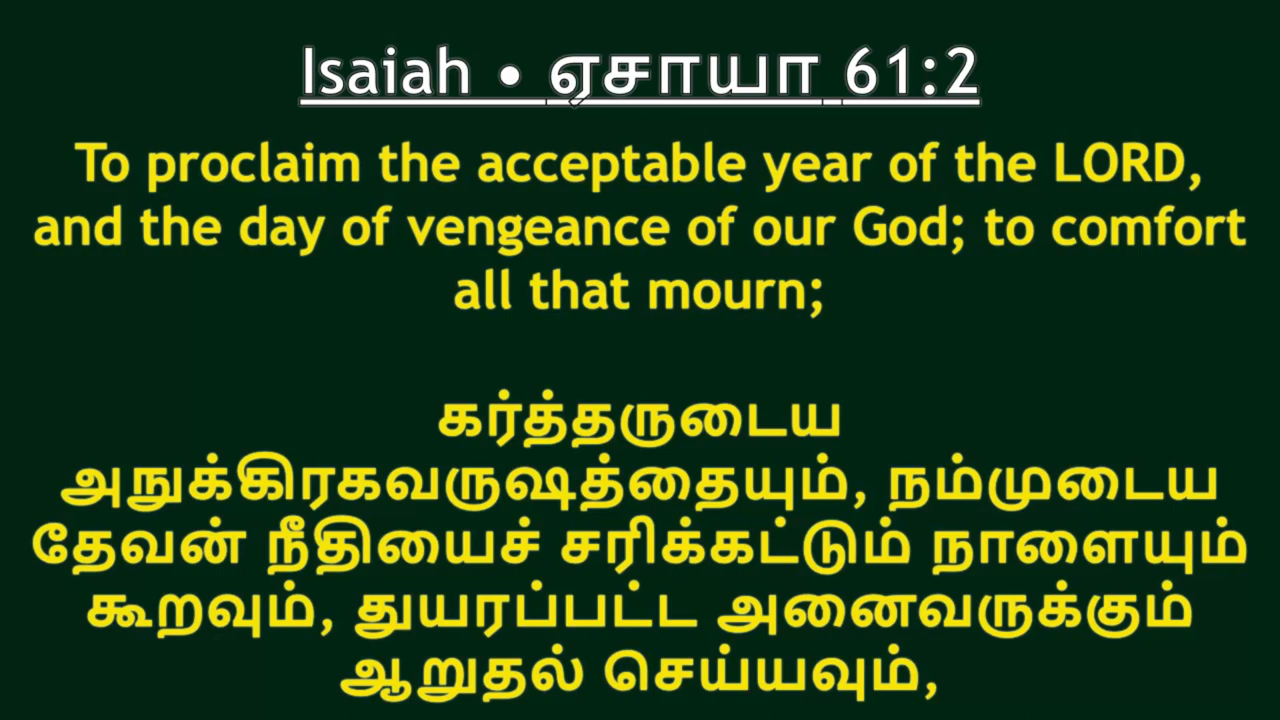 Isaiah • ஏசாயா 61:2
To proclaim the acceptable year of the LORD,
and the day of vengeance of our God; to comfort
all that mourn;
கர்த்தருடைய
அநுக்கிரகவருஷத்தையும், நம்முடைய
தேவன் நீதியைச் சரிக்கட்டும் நாளையும்
கூறவும், துயரப்பட்ட அனைவருக்கும்
ஆறுதல் செய்யவும்,